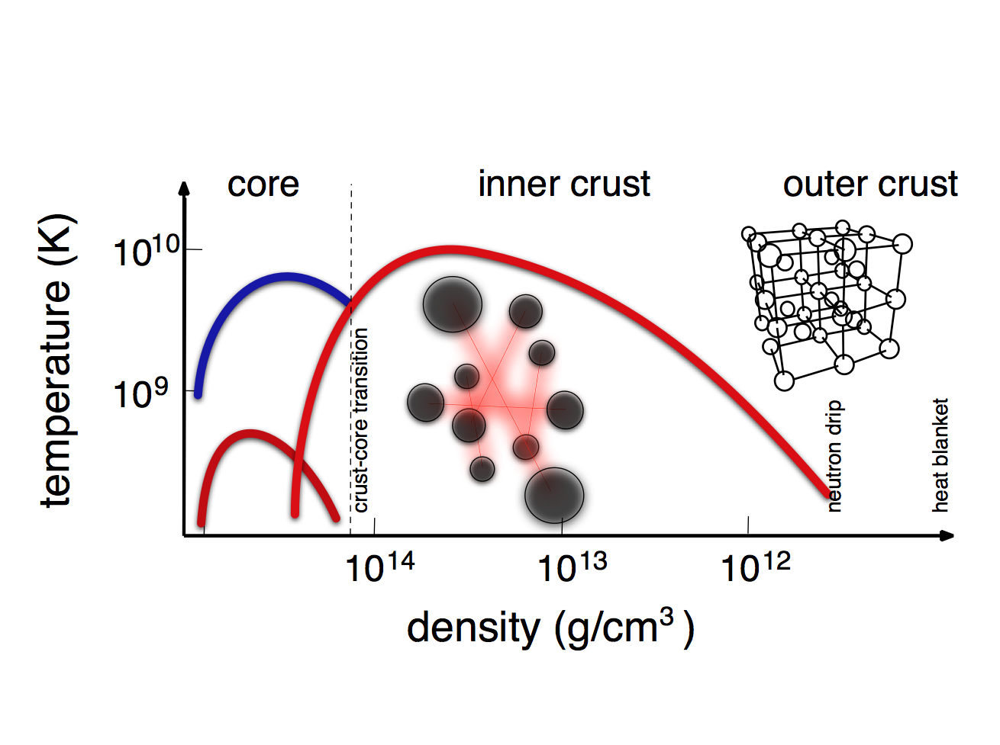 core
inner crust
outer crust
temperature (K)
10¹⁰
10⁹
crust-core transition
neutron drip
heat blanket
10¹⁴
10¹³
10¹²
density (g/cm³ )